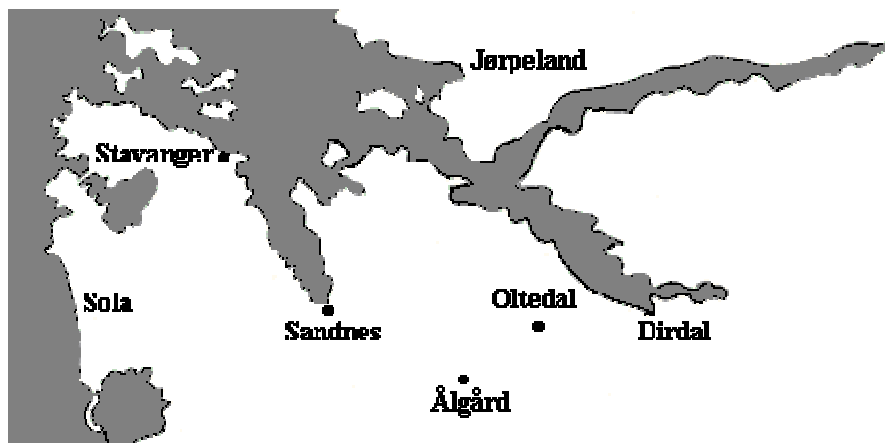 Jørpeland
Stavanger
Oltedal
Sola
Sandnes
Dirdal
Ålgård